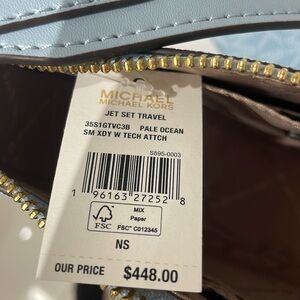 MICHAEL
MICHAEL KORS
JET SET TRAVEL
35S1GTVC3B PALE OCEAN
SM XDY W TECH ATTCH
S895-0003
1 96163 27252 8
FSC
MIX
Paper
FSC® C012345
NS
OUR PRICE $448.00